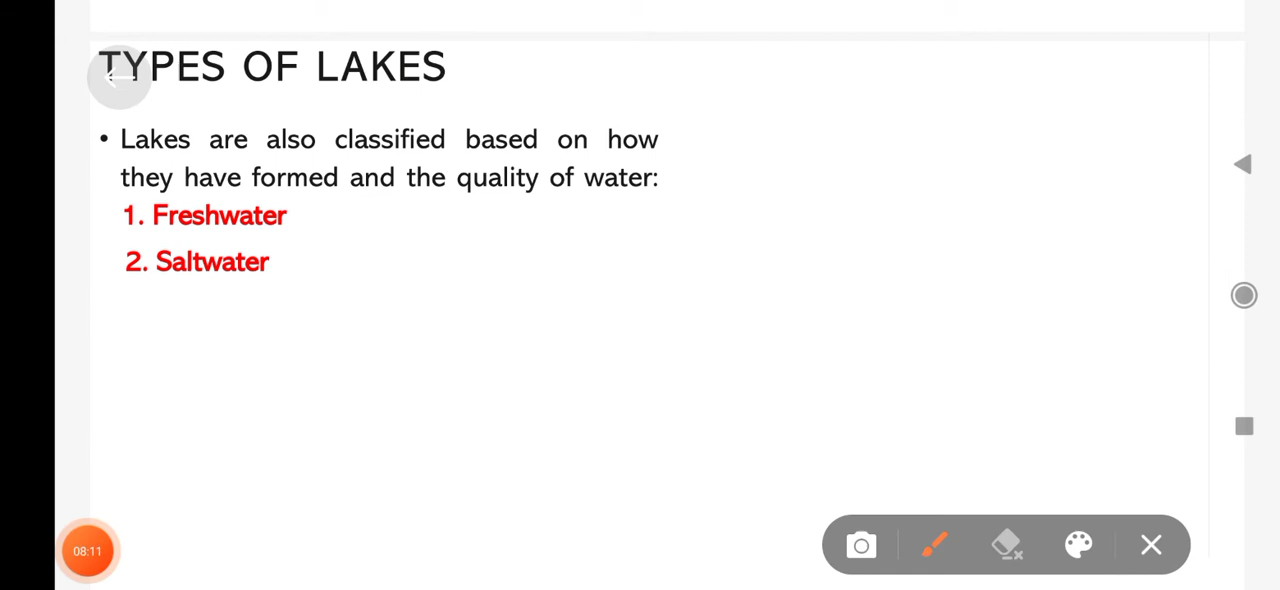 TYPES OF LAKES
• Lakes are also classified based on how
they have formed and the quality of water:
1. Freshwater
2. Saltwater
08:11